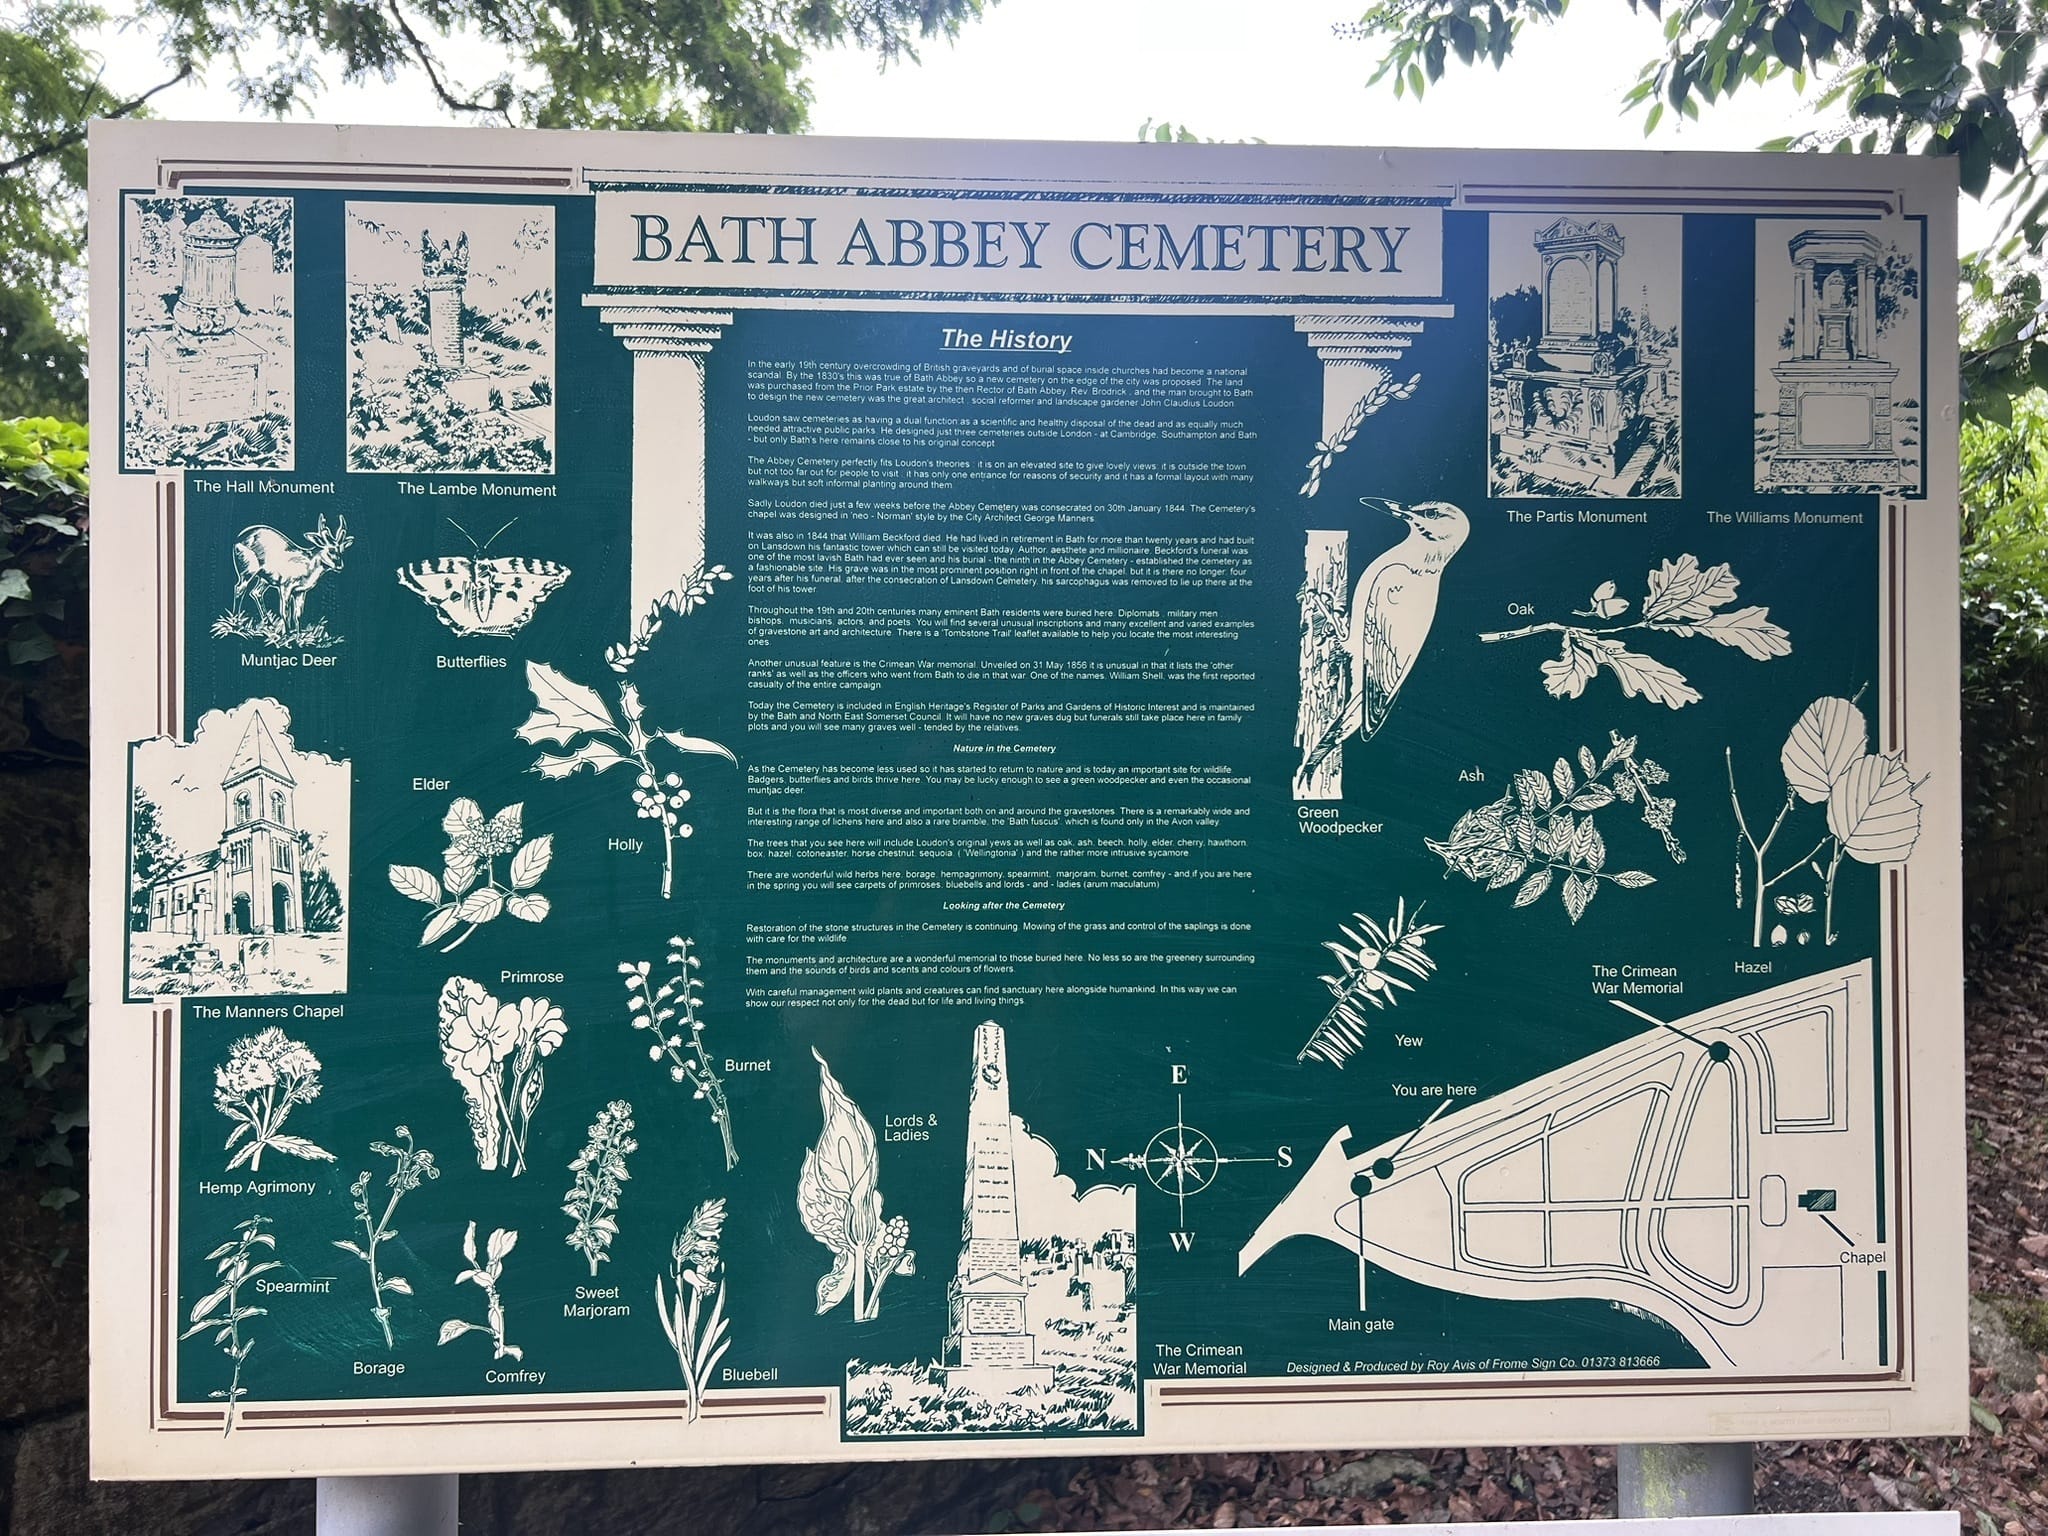 BATH ABBEY CEMETERY
The History
In the early 19th century overcrowding of British graveyards and of burial space inside churches had become a national
scandal. By the 1830's this was true of Bath Abbey so a new cemetery on the edge of the city was proposed. The land
was purchased from the Prior Park estate by the then Rector of Bath Abbey, Rev. Brodrick , and the man brought to Bath
to design the new cemetery was the great architect , social reformer and landscape gardener John Claudius Loudon.
Loudon saw cemeteries as having a dual function:as a scientific and healthy disposal of the dead and as equally much
needed attractive public parks. He designed just three cemeteries outside London - at Cambridge, Southampton and Bath
- but only Bath's here remains close to his original concept.
The Abbey Cemetery perfectly fits Loudon's theories : it is on an elevated site to give lovely views: it is outside the town
but not too far out for people to visit : it has only one entrance for reasons of security and it has a formal layout with many
walkways but soft informal planting around them.
Sadly Loudon died just a few weeks before the Abbey Cemetery was consecrated on 30th January 1844. The Cemetery's
chapel was designed in 'neo - Norman' style by the City Architect George Manners.
It was also in 1844 that William Beckford died. He had lived in retirement in Bath for more than twenty years and had built
on Lansdown his fantastic tower which can still be visited today. Author, aesthete and millionaire, Beckford's funeral was
one of the most lavish Bath had ever seen and his burial - the ninth in the Abbey Cemetery - established the cemetery as
a fashionable site. His grave was in the most prominent position right in front of the chapel, but it is there no longer: four
years after his funeral, after the consecration of Lansdown Cemetery, his sarcophagus was removed to lie up there at the
foot of his tower.
Throughout the 19th and 20th centuries many eminent Bath residents were buried here. Diplomats , military men ,
bishops, musicians, actors, and poets. You will find several unusual inscriptions and many excellent and varied examples
of gravestone art and architecture. There is a 'Tombstone Trail' leaflet available to help you locate the most interesting
ones.
Another unusual feature is the Crimean War memorial. Unveiled on 31 May 1856 it is unusual in that it lists the 'other
ranks' as well as the officers who went from Bath to die in that war. One of the names, William Shell, was the first reported
casualty of the entire campaign.
Today the Cemetery is included in English Heritage's Register of Parks and Gardens of Historic Interest and is maintained
by the Bath and North East Somerset Council. It will have no new graves dug but funerals still take place here in family
plots and you will see many graves well - tended by the relatives.
Nature in the Cemetery
As the Cemetery has become less used so it has started to return to nature and is today an important site for wildlife.
Badgers, butterflies and birds thrive here. You may be lucky enough to see a green woodpecker and even the occasional
muntjac deer.
But it is the flora that is most diverse and important both on and around the gravestones. There is a remarkably wide and
interesting range of lichens here and also a rare bramble, the 'Bath fuscus', which is found only in the Avon valley.
The trees that you see here will include Loudon's original yews as well as oak, ash, beech, holly, elder, cherry, hawthorn,
box, hazel, cotoneaster, horse chestnut, sequoia, ( 'Wellingtonia' ) and the rather more intrusive sycamore.
There are wonderful wild herbs here, borage, hempagrimony, spearmint, marjoram, burnet, comfrey - and if you are here
in the spring you will see carpets of primroses, bluebells and lords - and - ladies (arum maculatum)
Looking after the Cemetery
Restoration of the stone structures in the Cemetery is continuing. Mowing of the grass and control of the saplings is done
with care for the wildlife.
The monuments and architecture are a wonderful memorial to those buried here. No less so are the greenery surrounding
them and the sounds of birds and scents and colours of flowers.
With careful management wild plants and creatures can find sanctuary here alongside humankind. In this way we can
show our respect not only for the dead but for life and living things.
The Hall Monument
The Lambe Monument
The Partis Monument
The Williams Monument
Muntjac Deer
Butterflies
Oak
Elder
Holly
Green
Woodpecker
Ash
Hazel
The Manners Chapel
Primrose
Burnet
Yew
Hemp Agrimony
Lords &
Ladies
Spearmint
Borage
Comfrey
Sweet
Marjoram
Bluebell
The Crimean
War Memorial
E
N
S
W
The Crimean
War Memorial
You are here
Chapel
Main gate
Designed & Produced by Roy Avis of Frome Sign Co. 01373 813666